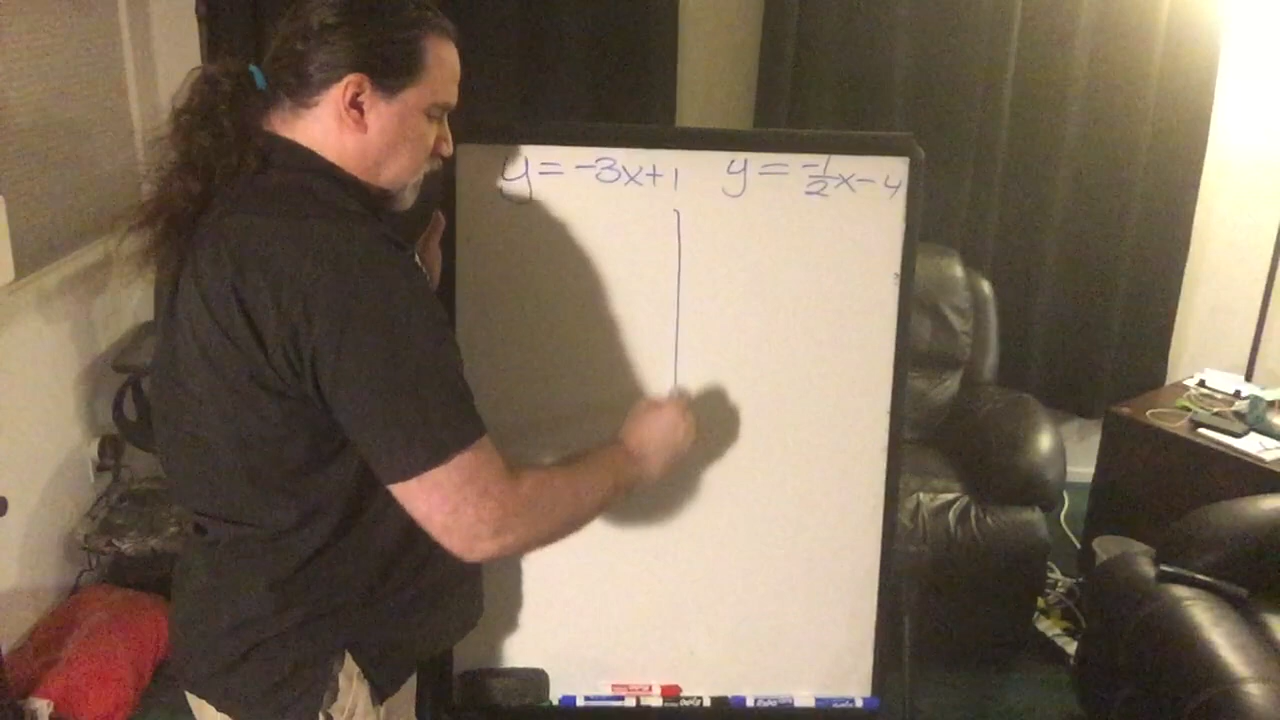 y = -3x+1 y = -1/2x-4